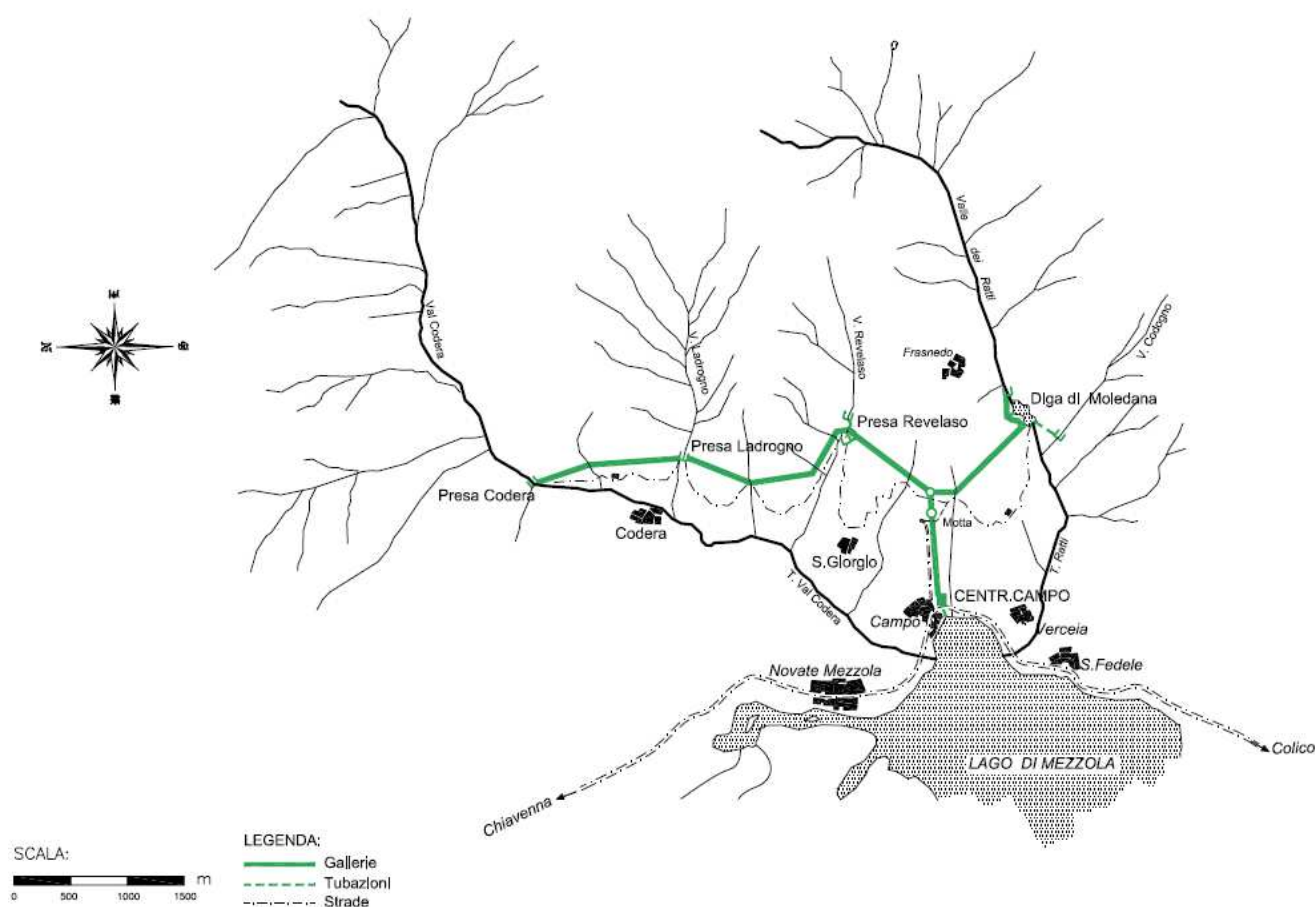 Valle
dei
Ratti
Val Codera
V. Ladrogno
V. Revelaso
V. Codogno
Frasnedo
Diga di Moledana
Presa Revelaso
Presa Ladrogno
Presa Codera
Codera
Motta
S.Giorgio
T. Ratti
T. Val Codera
CENTR.CAMPO
Campo
Verceia
S.Fedele
Novate Mezzola
Colico
LAGO DI MEZZOLA
Chiavenna
LEGENDA:
Gallerie
Tubazioni
Strade
SCALA:
m
0 500 1000 1500